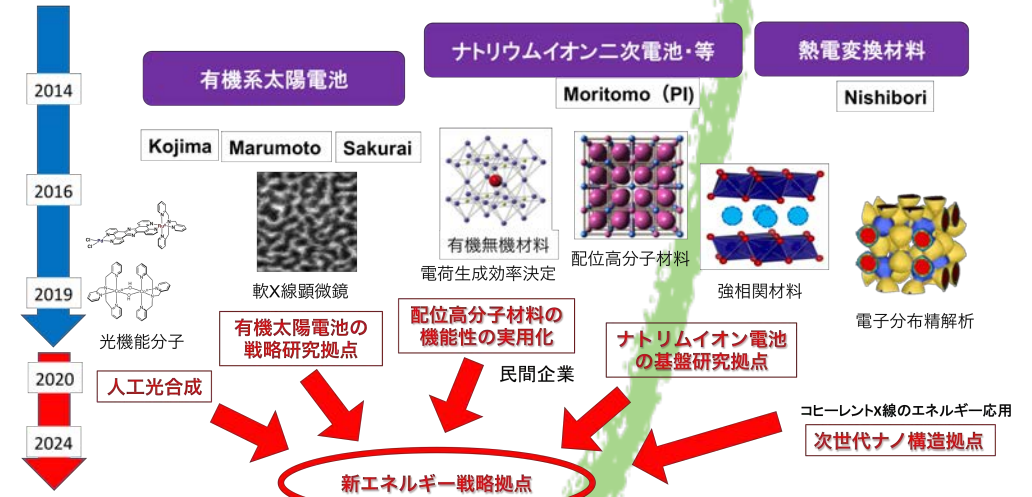 ナトリウムイオン二次電池・等
熱電変換材料
有機系太陽電池
2014
Moritomo（PI)
Nishibori
Kojima
Marumoto
Sakurai
2016
有機無機材料
電荷生成効率決定
配位高分子材料
2019
軟X線顕微鏡
強相関材料
光機能分子
電子分布精解析
有機太陽電池の
戦略研究拠点
配位高分子材料の
機能性の実用化
ナトリムイオン電池
の基盤研究拠点
2020
人工光合成
民間企業
コヒーレントx線のエネルギー応用
2024
次世代ナノ構造拠点
新エネルギー戦略拠点